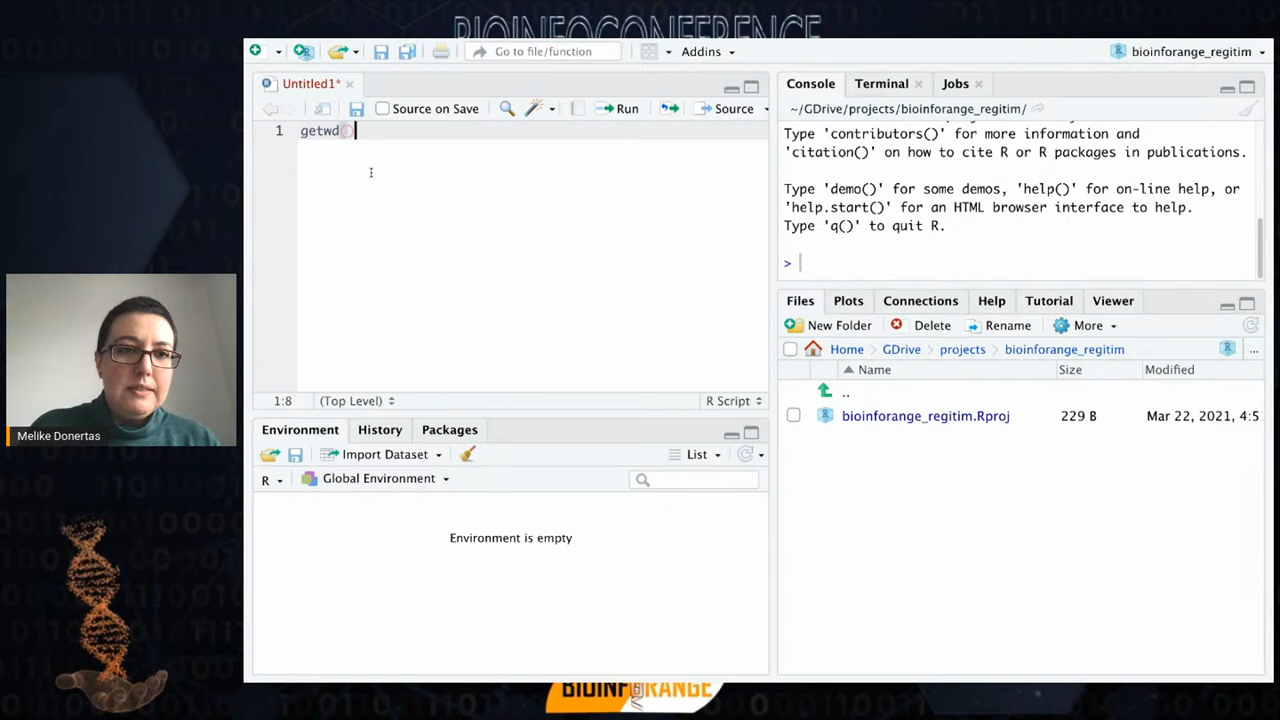 BIOINFOCONFERENCE
Go to file/function
Addins
bioinforange_regitim
Untitled1*
Source on Save
Run
Source
1
getwd()
1:8
(Top Level)
R Script
Console
Terminal
Jobs
~/GDrive/projects/bioinforange_regitim/
Type 'contributors()' for more information and
'citation()' on how to cite R or R packages in publications.
Type 'demo()' for some demos, 'help()' for on-line help, or
'help.start()' for an HTML browser interface to help.
Type 'q()' to quit R.
>
Environment
History
Packages
Import Dataset
List
R
Global Environment
Environment is empty
Files
Plots
Connections
Help
Tutorial
Viewer
New Folder
Delete
Rename
More
Home
GDrive
projects
bioinforange_regitim
...
Name
Size
Modified
..
bioinforange_regitim.Rproj
229 B
Mar 22, 2021, 4:5
Melike Donertas
BIOINFORANGE